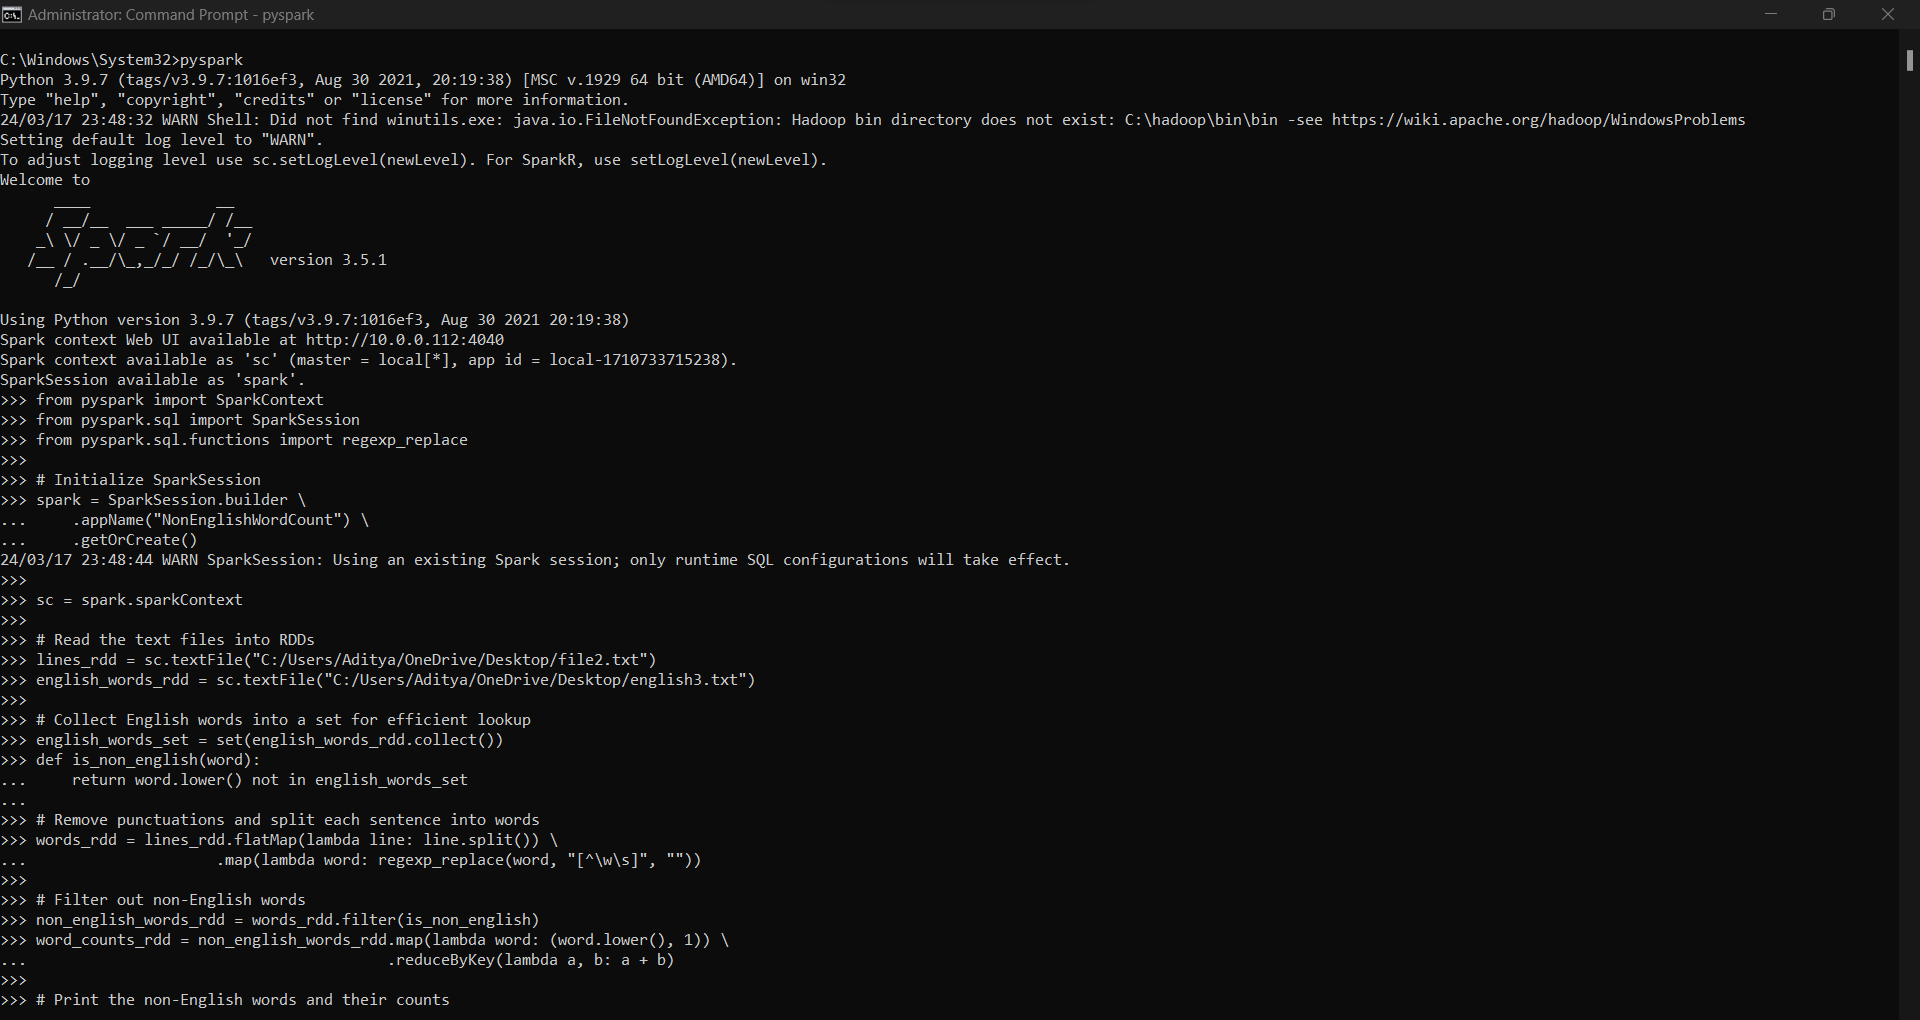 Administrator: Command Prompt - pyspark
C:\Windows\System32>pyspark
Python 3.9.7 (tags/v3.9.7:1016ef3, Aug 30 2021, 20:19:38) [MSC v.1929 64 bit (AMD64)] on win32
Type "help", "copyright", "credits" or "license" for more information.
24/03/17 23:48:32 WARN Shell: Did not find winutils.exe: java.io.FileNotFoundException: Hadoop bin directory does not exist: C:\hadoop\bin\bin -see https://wiki.apache.org/hadoop/WindowsProblems
Setting default log level to "WARN".
To adjust logging level use sc.setLogLevel(newLevel). For SparkR, use setLogLevel(newLevel).
Welcome to
      ____              __
     / __/__  ___ _____/ /__
    _\ \/ _ \/ _ `/ __/  '_/
   /__ / .__/\_,_/_/ /_/\_\   version 3.5.1
      /_/
Using Python version 3.9.7 (tags/v3.9.7:1016ef3, Aug 30 2021 20:19:38)
Spark context Web UI available at http://10.0.0.112:4040
Spark context available as 'sc' (master = local[*], app id = local-1710733715238).
SparkSession available as 'spark'.
>>> from pyspark import SparkContext
>>> from pyspark.sql import SparkSession
>>> from pyspark.sql.functions import regexp_replace
>>>
>>> # Initialize SparkSession
>>> spark = SparkSession.builder \
...     .appName("NonEnglishWordCount") \
...     .getOrCreate()
24/03/17 23:48:44 WARN SparkSession: Using an existing Spark session; only runtime SQL configurations will take effect.
>>>
>>> sc = spark.sparkContext
>>>
>>> # Read the text files into RDDs
>>> lines_rdd = sc.textFile("C:/Users/Aditya/OneDrive/Desktop/file2.txt")
>>> english_words_rdd = sc.textFile("C:/Users/Aditya/OneDrive/Desktop/english3.txt")
>>>
>>> # Collect English words into a set for efficient lookup
>>> english_words_set = set(english_words_rdd.collect())
>>> def is_non_english(word):
...     return word.lower() not in english_words_set
...
>>> # Remove punctuations and split each sentence into words
>>> words_rdd = lines_rdd.flatMap(lambda line: line.split()) \
...                     .map(lambda word: regexp_replace(word, "[^\w\s]", ""))
>>>
>>> # Filter out non-English words
>>> non_english_words_rdd = words_rdd.filter(is_non_english)
>>> word_counts_rdd = non_english_words_rdd.map(lambda word: (word.lower(), 1)) \
...                                        .reduceByKey(lambda a, b: a + b)
>>>
>>> # Print the non-English words and their counts